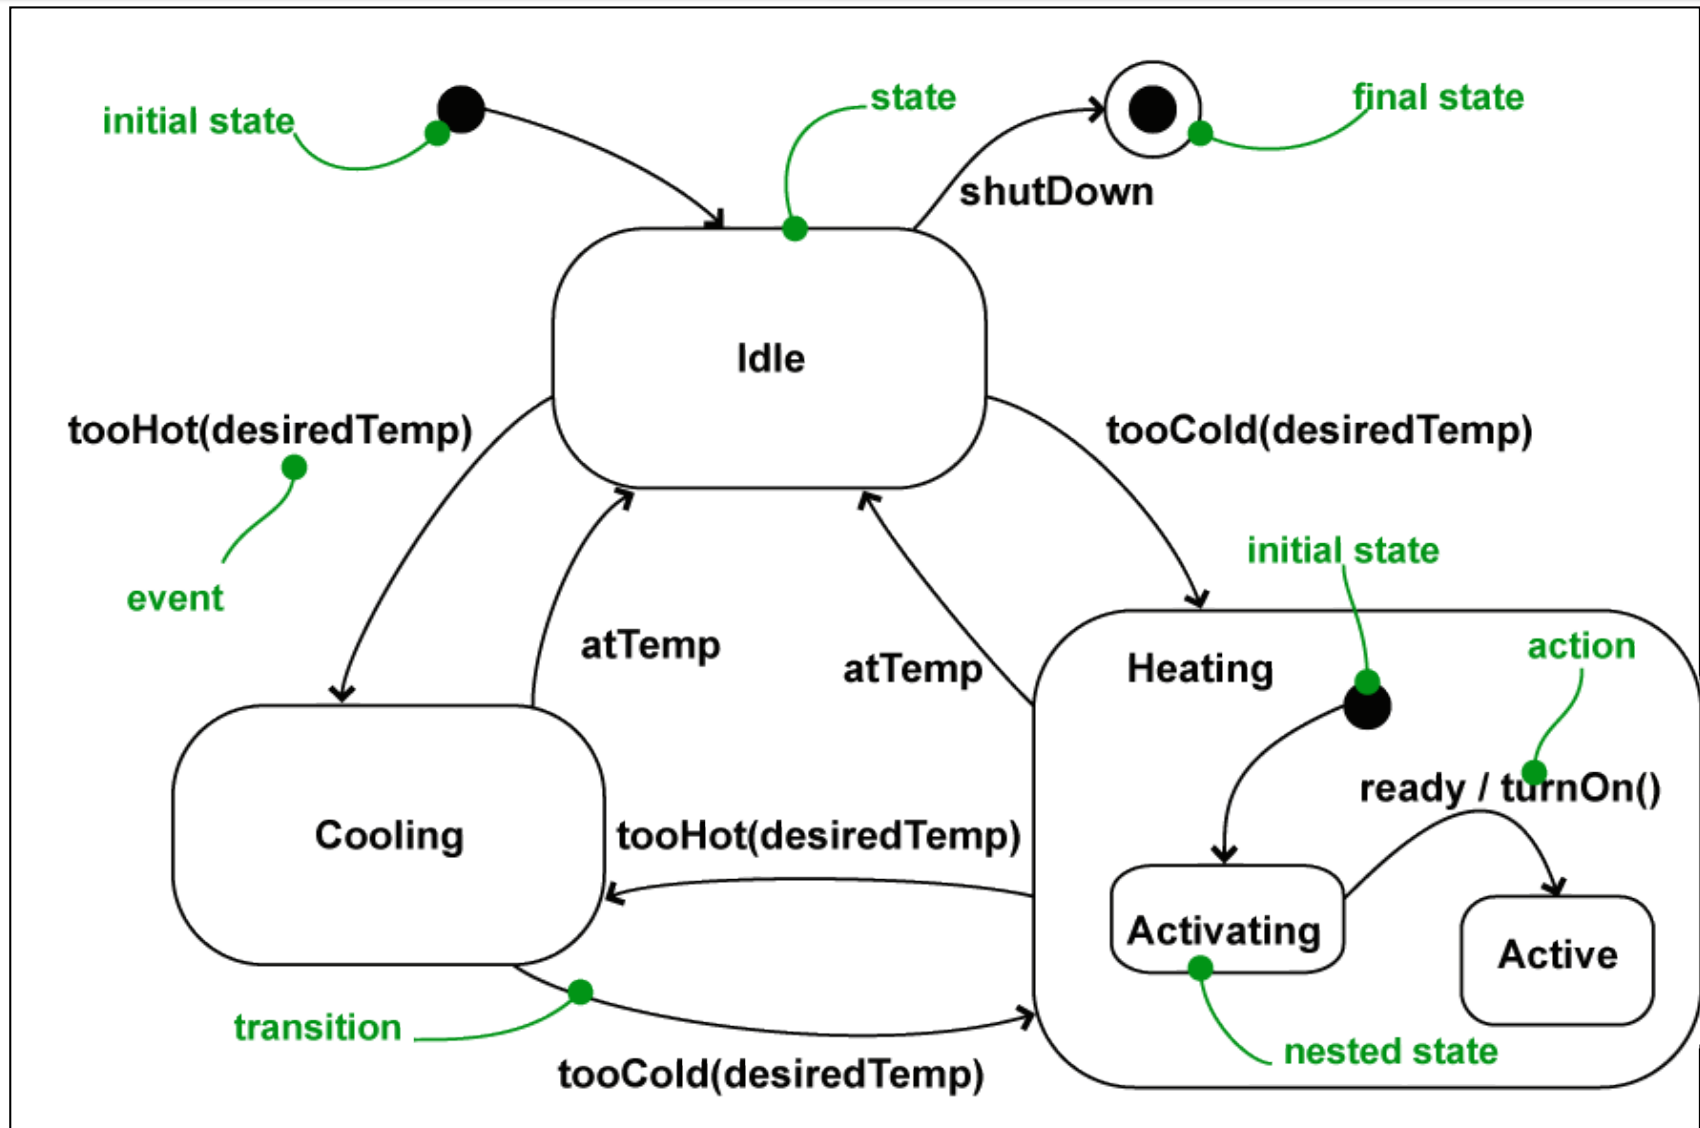 state
final state
initial state
shutDown
Idle
tooHot(desiredTemp)
tooCold(desiredTemp)
initial state
event
atTemp
action
atTemp
Heating
ready / turnOn()
Cooling
tooHot(desiredTemp)
Activating
Active
transition
nested state
tooCold(desiredTemp)